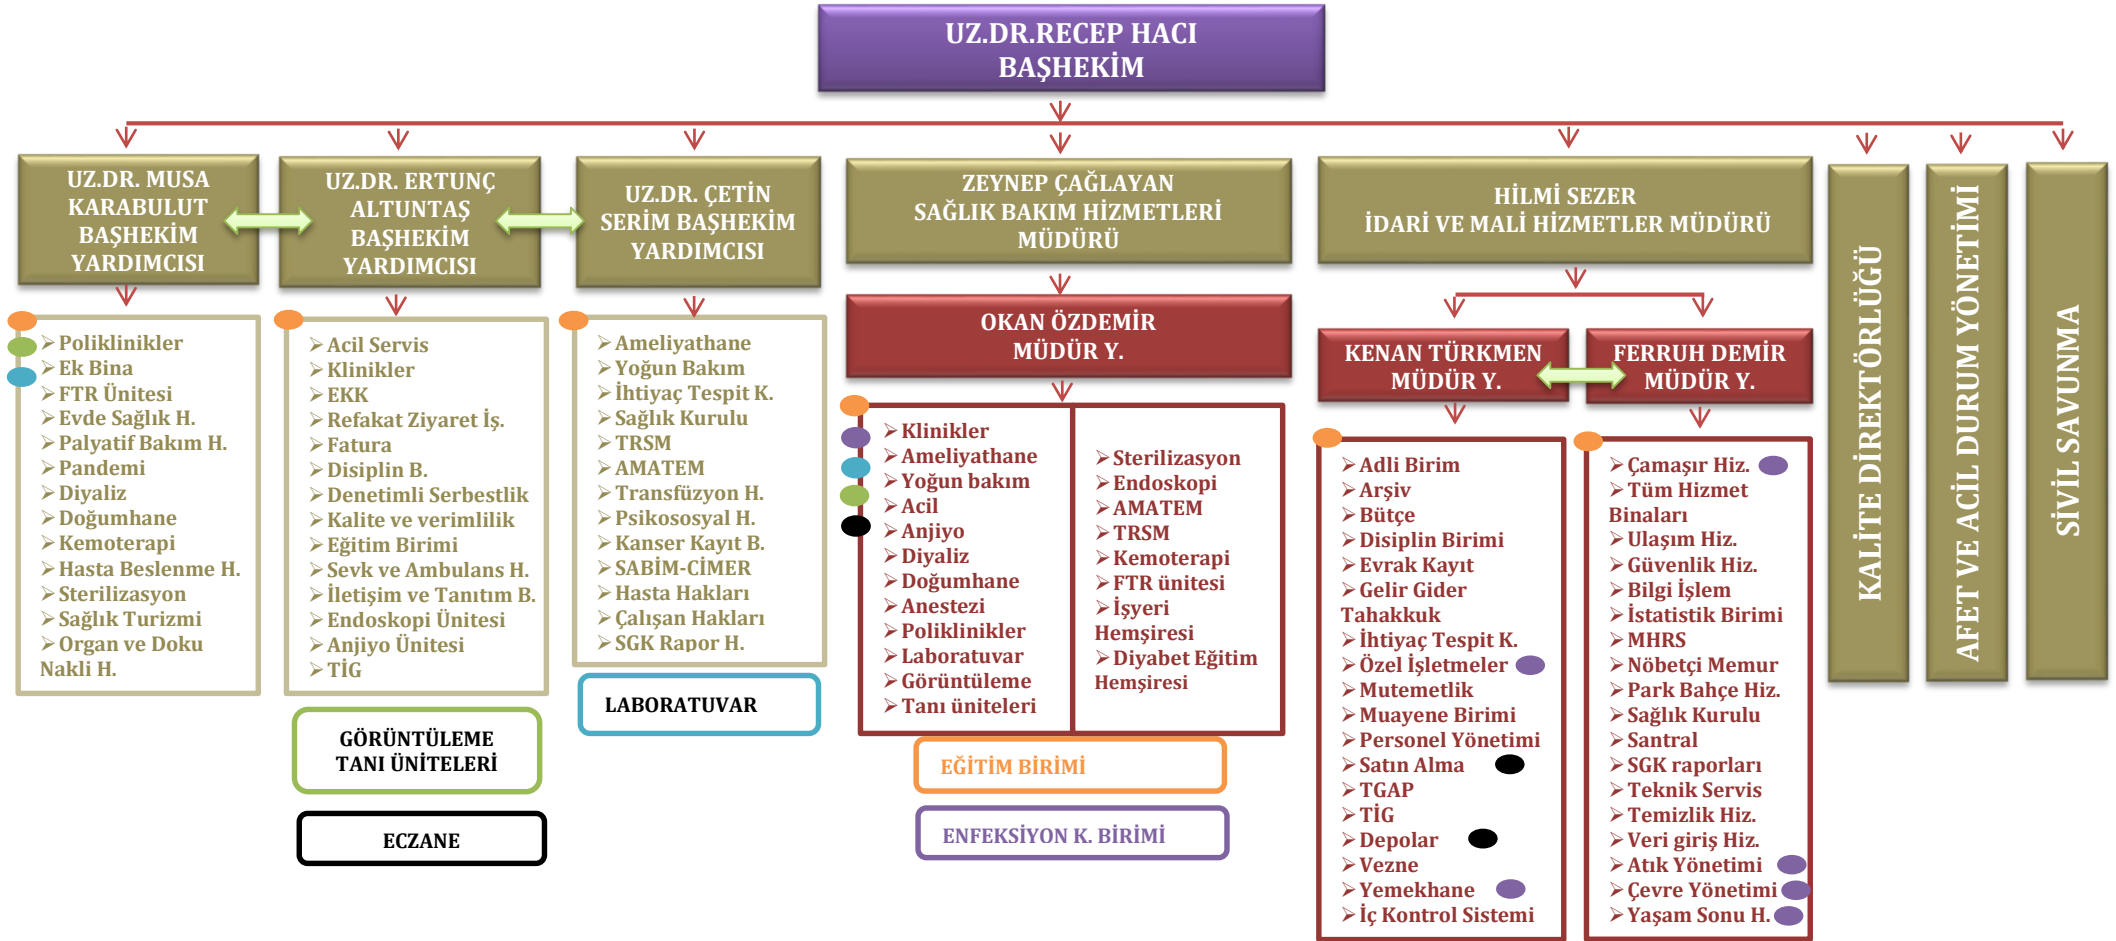 UZ.DR.RECEP HACI
BAŞHEKİM
UZ.DR. MUSA
KARABULUT
BAŞHEKİM
YARDIMCISI
UZ.DR. ERTUNÇ
ALTUNTAŞ
BAŞHEKİM
YARDIMCISI
UZ.DR. ÇETİN
SERİM BAŞHEKİM
YARDIMCISI
ZEYNEP ÇAĞLAYAN
SAĞLIK BAKIM HİZMETLERİ
MÜDÜRÜ
HİLMİ SEZER
İDARİ VE MALİ HİZMETLER MÜDÜRÜ
KALİTE DİREKTÖRLÜĞÜ
AFET VE ACİL DURUM YÖNETİMİ
SİVİL SAVUNMA
OKAN ÖZDEMİR
MÜDÜR Y.
KENAN TÜRKMEN
MÜDÜR Y.
FERRUH DEMİR
MÜDÜR Y.
➢Poliklinikler
➢Ek Bina
➢FTR Ünitesi
➢Evde Sağlık H.
➢Palyatif Bakım H.
➢Pandemi
➢Diyaliz
➢Doğumhane
➢Kemoterapi
➢Hasta Beslenme H.
➢Sterilizasyon
➢Sağlık Turizmi
➢Organ ve Doku
Nakli H.
➢Acil Servis
➢Klinikler
➢EKK
➢Refakat Ziyaret İş.
➢Fatura
➢Disiplin B.
➢Denetimli Serbestlik
➢Kalite ve verimlilik
➢Eğitim Birimi
➢Sevk ve Ambulans H.
➢İletişim ve Tanıtım B.
➢Endoskopi Ünitesi
➢Anjiyo Ünitesi
➢TİG
➢Ameliyathane
➢Yoğun Bakım
➢İhtiyaç Tespit K.
➢Sağlık Kurulu
➢TRSM
➢AMATEM
➢Transfüzyon H.
➢Psikososyal H.
➢Kanser Kayıt B.
➢SABİM-CİMER
➢Hasta Hakları
➢Çalışan Hakları
➢SGK Rapor H.
➢Klinikler
➢Ameliyathane
➢Yoğun bakım
➢Acil
➢Anjiyo
➢Diyaliz
➢Doğumhane
➢Anestezi
➢Poliklinikler
➢Laboratuvar
➢Görüntüleme
➢Tanı üniteleri
➢Sterilizasyon
➢Endoskopi
➢AMATEM
➢TRSM
➢Kemoterapi
➢FTR ünitesi
➢İşyeri
Hemşiresi
➢Diyabet Eğitim
Hemşiresi
➢Adli Birim
➢Arşiv
➢Bütçe
➢Disiplin Birimi
➢Evrak Kayıt
➢Gelir Gider
Tahakkuk
➢İhtiyaç Tespit K.
➢Özel İşletmeler
➢Mutemetlik
➢Muayene Birimi
➢Personel Yönetimi
➢Satın Alma
➢TGAP
➢TİG
➢Depolar
➢Vezne
➢Yemekhane
➢İç Kontrol Sistemi
➢Çamaşır Hiz.
➢Tüm Hizmet
Binaları
➢Ulaşım Hiz.
➢Güvenlik Hiz.
➢Bilgi İşlem
➢İstatistik Birimi
➢MHRS
➢Nöbetçi Memur
➢Park Bahçe Hiz.
➢Sağlık Kurulu
➢Santral
➢SGK raporları
➢Teknik Servis
➢Temizlik Hiz.
➢Veri giriş Hiz.
➢Atık Yönetimi
➢Çevre Yönetimi
➢Yaşam Sonu H.
GÖRÜNTÜLEME
TANI ÜNİTELERİ
ECZANE
LABORATUVAR
EĞİTİM BİRİMİ
ENFEKSİYON K. BİRİMİ